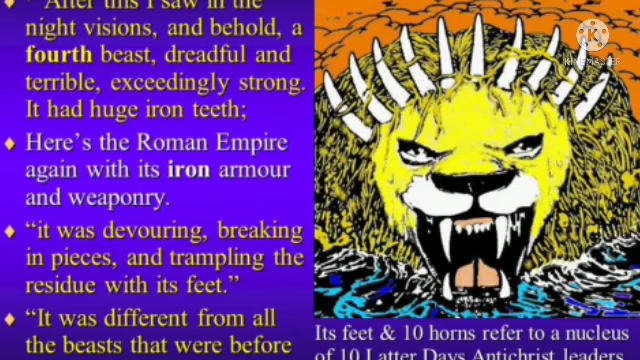 “After this I saw in the
night visions, and behold, a
fourth beast, dreadful and
terrible, exceedingly strong.
It had huge iron teeth;
Here’s the Roman Empire
again with its iron armour
and weaponry.
“it was devouring, breaking
in pieces, and trampling the
residue with its feet.”
“It was different from all
the beasts that were before
KINEMASTER
Its feet & 10 horns refer to a nucleus
of 10 Latter Days Antichrist leaders